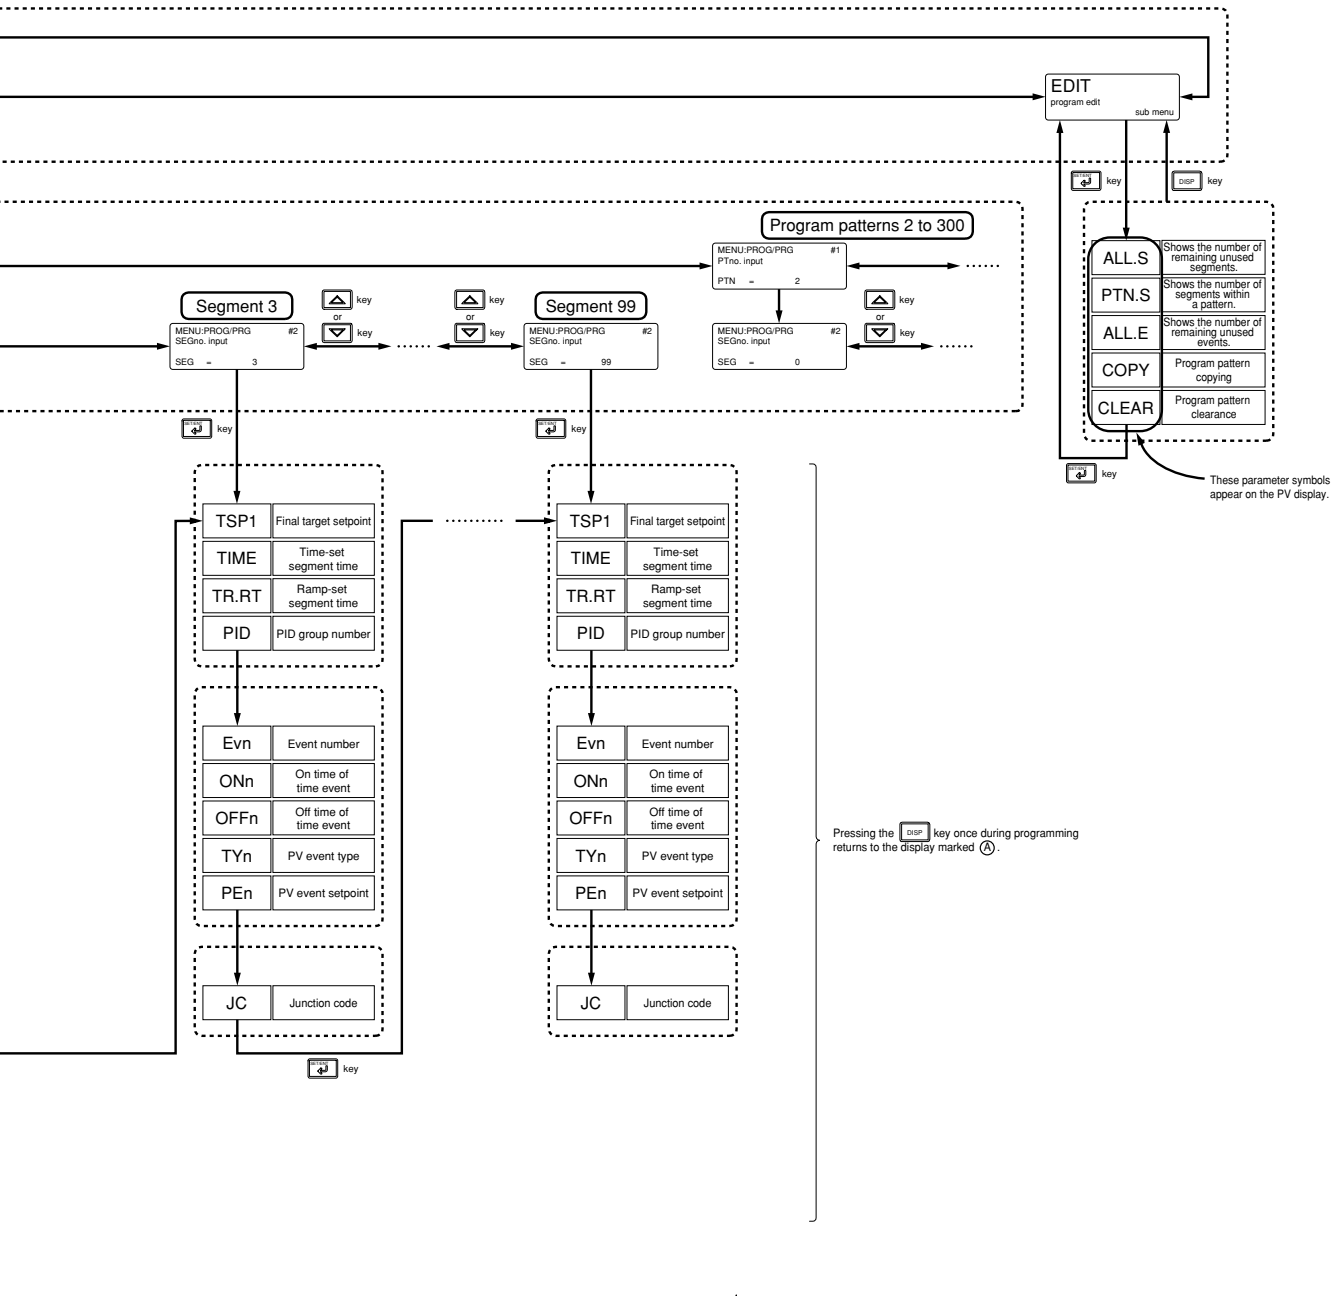 EDIT
program edit
sub menu
SET/ENT
key
DISP
key
Program patterns 2 to 300
MENU:PROG/PRG #1
PTno. input
PTN = 2
ALL.S
Shows the number of
remaining unused
segments.
PTN.S
Shows the number of
segments within
a pattern.
ALL.E
Shows the number of
remaining unused
events.
COPY
Program pattern
copying
CLEAR
Program pattern
clearance
SET/ENT
key
These parameter symbols
appear on the PV display.
Segment 3
MENU:PROG/PRG #2
SEGno. input
SEG = 3
key
or
key
key
or
key
Segment 99
MENU:PROG/PRG #2
SEGno. input
SEG = 99
MENU:PROG/PRG #2
SEGno. input
SEG = 0
key
or
key
SET/ENT
key
SET/ENT
key
TSP1
Final target setpoint
TIME
Time-set
segment time
TR.RT
Ramp-set
segment time
PID
PID group number
Evn
Event number
ONn
On time of
time event
OFFn
Off time of
time event
TYn
PV event type
PEn
PV event setpoint
JC
Junction code
SET/ENT
key
TSP1
Final target setpoint
TIME
Time-set
segment time
TR.RT
Ramp-set
segment time
PID
PID group number
Evn
Event number
ONn
On time of
time event
OFFn
Off time of
time event
TYn
PV event type
PEn
PV event setpoint
JC
Junction code
Pressing the DISP key once during programming
returns to the display marked Ⓐ.